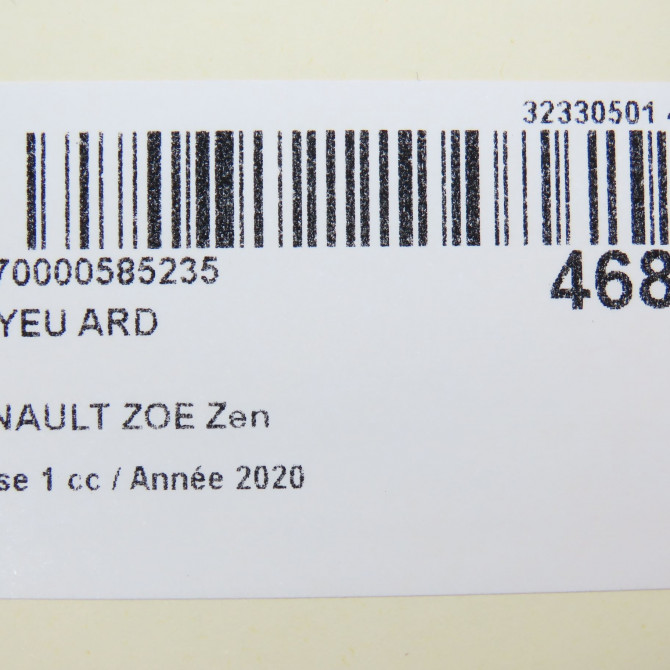 32330501
70000585235
468
YEU ARD
NAULT ZOE Zen
se 1 cc / Année 2020